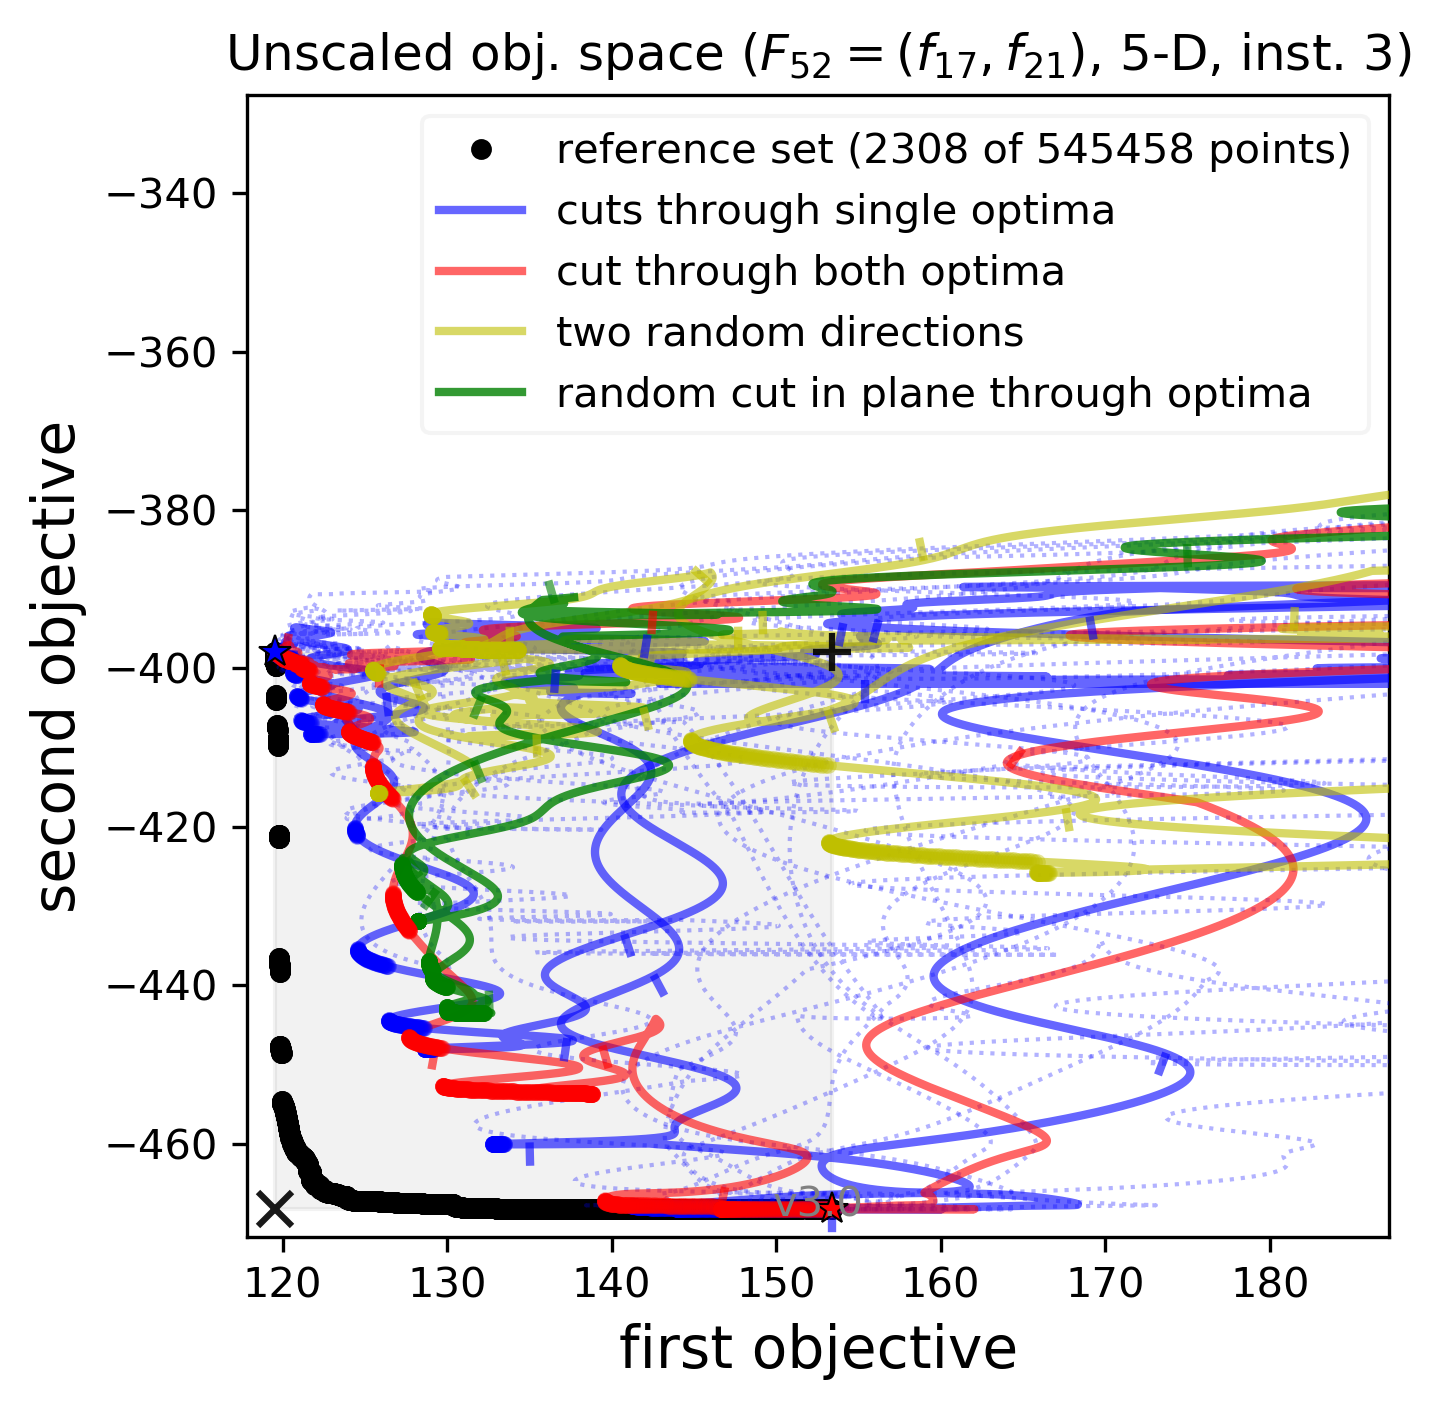 Unscaled obj. space (F₅₂ = (f₁₇, f₂₁), 5-D, inst. 3)
reference set (2308 of 545458 points)
cuts through single optima
cut through both optima
two random directions
random cut in plane through optima
second objective
−340
−360
−380
−400
−420
−440
−460
v3.0
120 130 140 150 160 170 180
first objective